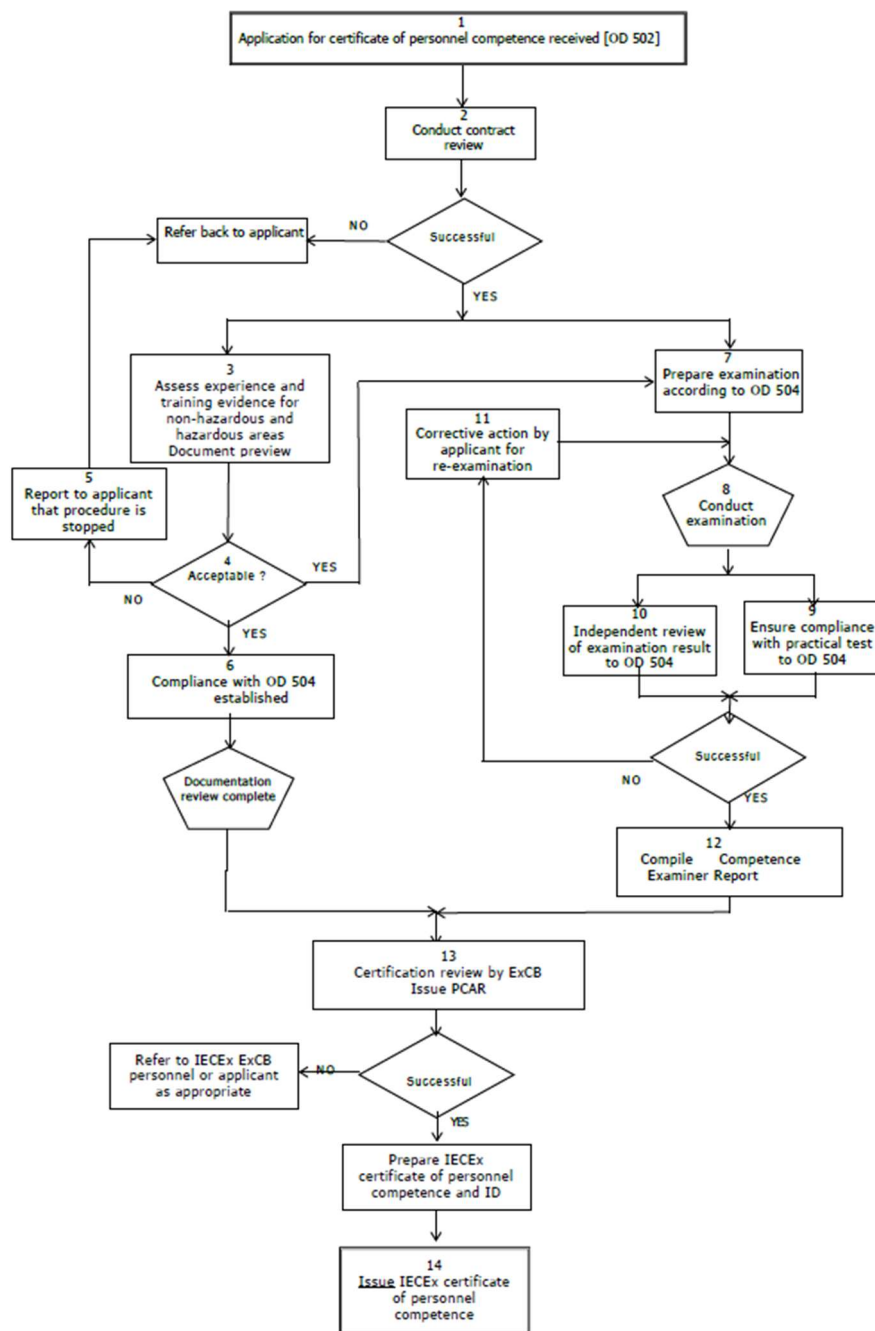 1
Application for certificate of personnel competence received [OD 502]
2
Conduct contract
review
Refer back to applicant
NO
Successful
YES
3
Assess experience and
training evidence for
non-hazardous and
hazardous areas
Document preview
7
Prepare examination
according to OD 504
11
Corrective action by
applicant for
re-examination
5
Report to applicant
that procedure is
stopped
8
Conduct
examination
4
Acceptable ?
YES
NO
YES
10
Independent review
of examination result
to OD 504
9
Ensure compliance
with practical test
to OD 504
6
Compliance with OD 504
established
Successful
NO
YES
Documentation
review complete
12
Compile Competence
Examiner Report
13
Certification review by ExCB
Issue PCAR
Refer to IECEx ExCB
personnel or applicant
as appropriate
NO
Successful
YES
Prepare IECEx
certificate of personnel
competence and ID
14
Issue IECEx certificate
of personnel
competence